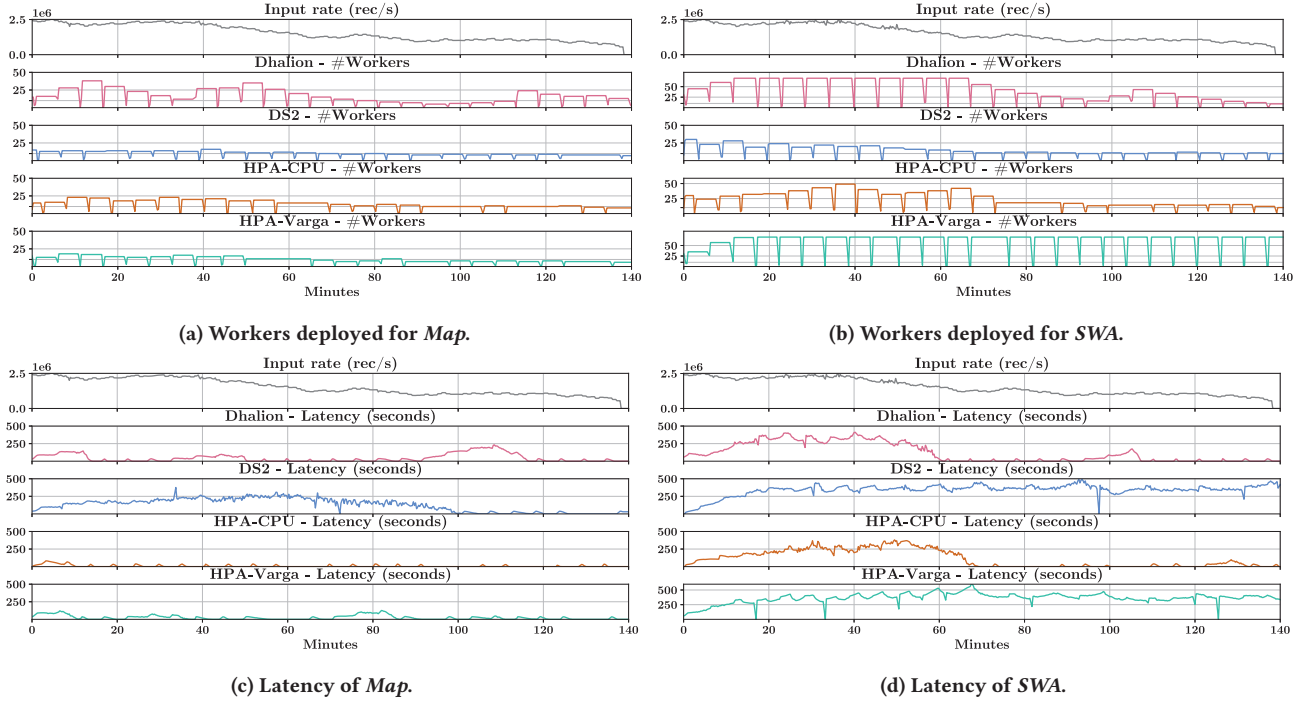 Input rate (rec/s)
1e6
2.5
0.0
Dhalion - #Workers
50
25
DS2 - #Workers
50
25
HPA-CPU - #Workers
50
25
HPA-Varga - #Workers
50
25
0 20 40 60 80 100 120 140
Minutes
(a) Workers deployed for Map.
Input rate (rec/s)
1e6
2.5
0.0
Dhalion - #Workers
50
25
DS2 - #Workers
50
25
HPA-CPU - #Workers
50
25
HPA-Varga - #Workers
50
25
0 20 40 60 80 100 120 140
Minutes
(b) Workers deployed for SWA.
Input rate (rec/s)
1e6
2.5
0.0
Dhalion - Latency (seconds)
500
250
DS2 - Latency (seconds)
500
250
HPA-CPU - Latency (seconds)
500
250
HPA-Varga - Latency (seconds)
500
250
0 20 40 60 80 100 120 140
Minutes
(c) Latency of Map.
Input rate (rec/s)
1e6
2.5
0.0
Dhalion - Latency (seconds)
500
250
DS2 - Latency (seconds)
500
250
HPA-CPU - Latency (seconds)
500
250
HPA-Varga - Latency (seconds)
500
250
0 20 40 60 80 100 120 140
Minutes
(d) Latency of SWA.